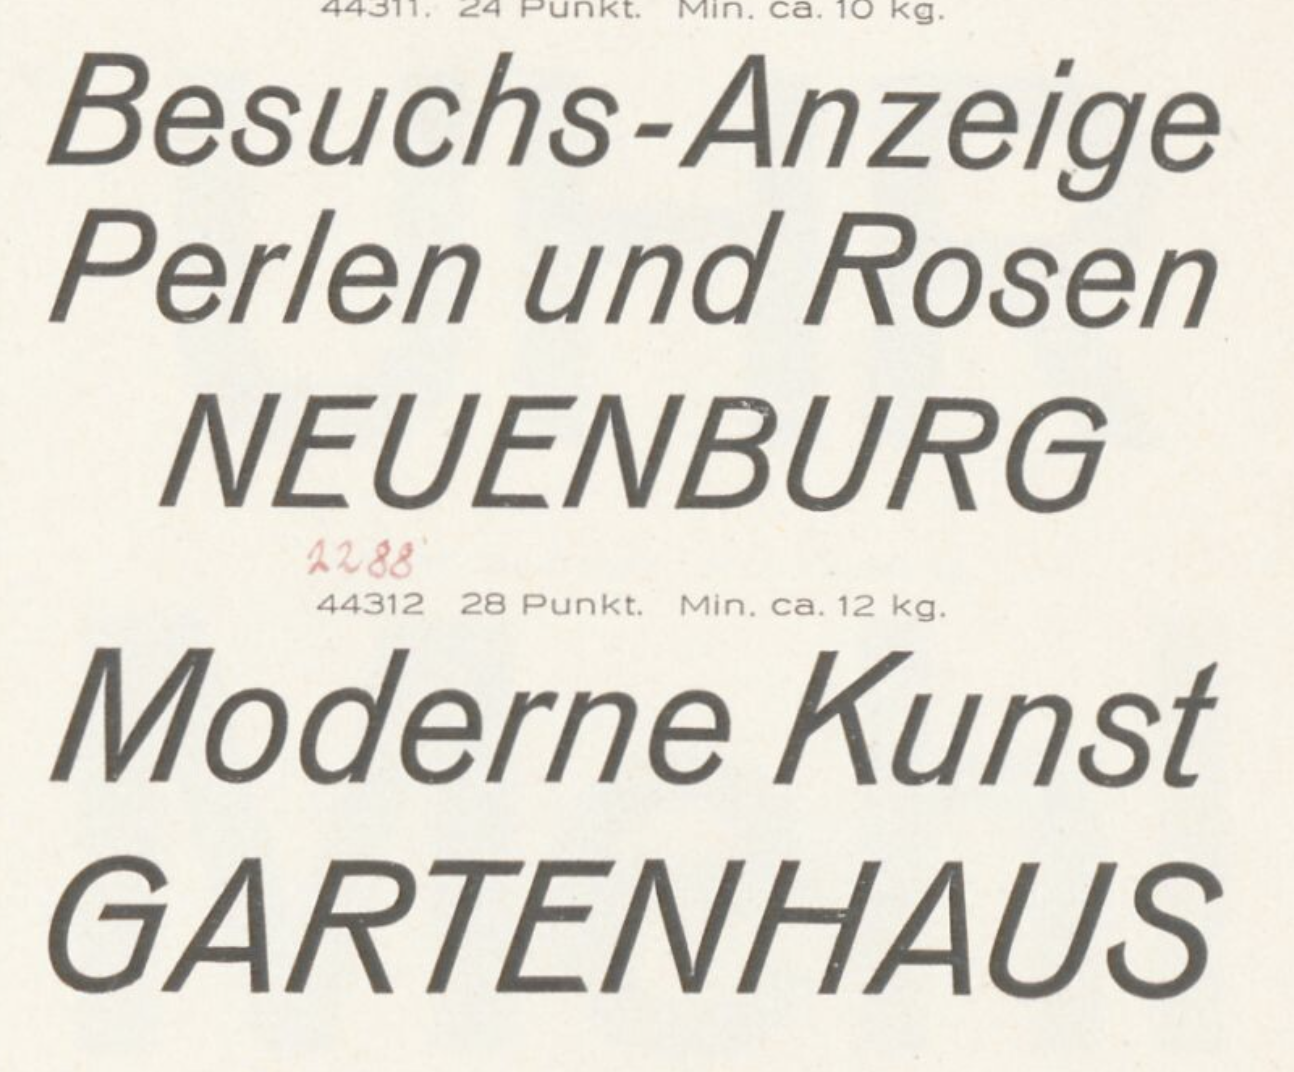 44311. 24 Punkt. Min. ca. 10 kg.
Besuchs-Anzeige
Perlen und Rosen
NEUENBURG
2288
44312 28 Punkt. Min. ca. 12 kg.
Moderne Kunst
GARTENHAUS